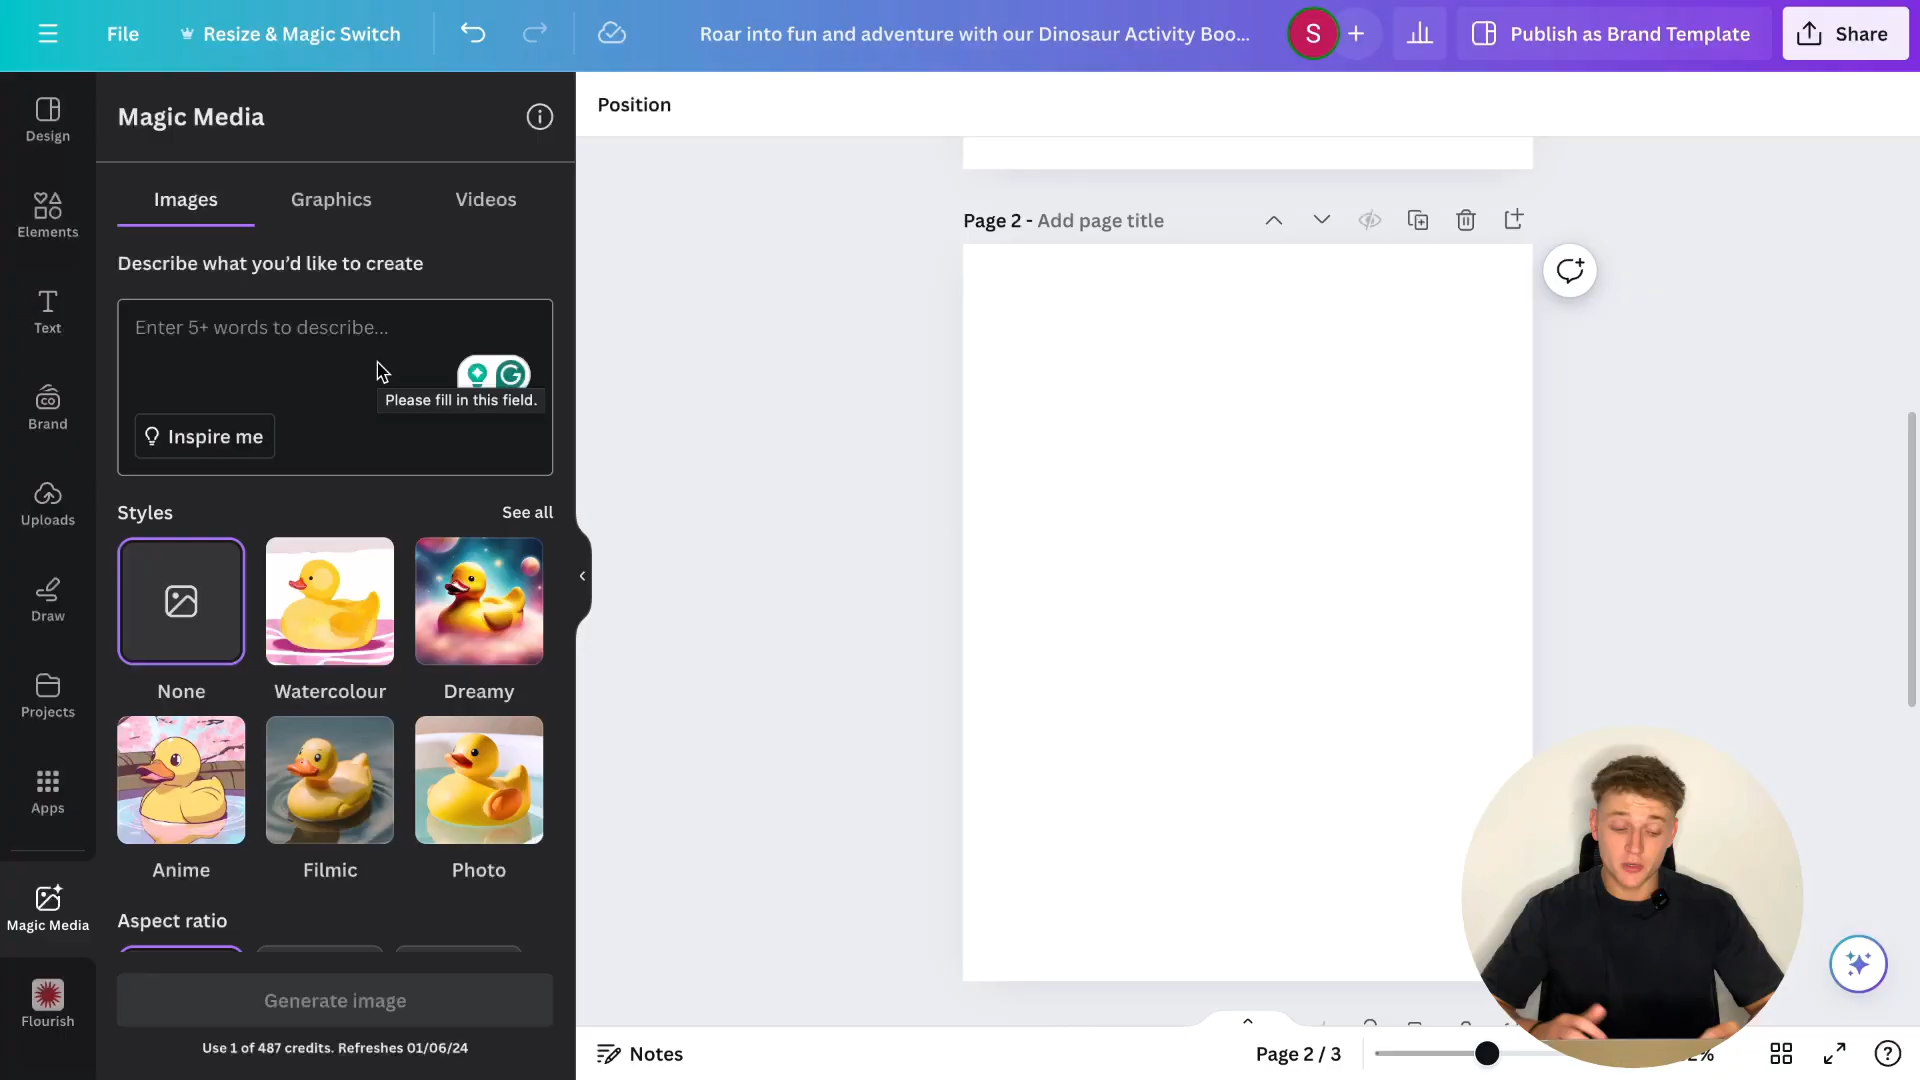 File
Resize & Magic Switch
Roar into fun and adventure with our Dinosaur Activity Boo...
S
Publish as Brand Template
Share
Design
Elements
Text
Brand
Uploads
Draw
Projects
Apps
Magic Media
Flourish
Magic Media
Images
Graphics
Videos
Describe what you’d like to create
Enter 5+ words to describe...
Please fill in this field.
Inspire me
Styles
See all
None
Watercolour
Dreamy
Anime
Filmic
Photo
Aspect ratio
Generate image
Use 1 of 487 credits. Refreshes 01/06/24
Position
Page 2 - Add page title
Notes
Page 2 / 3